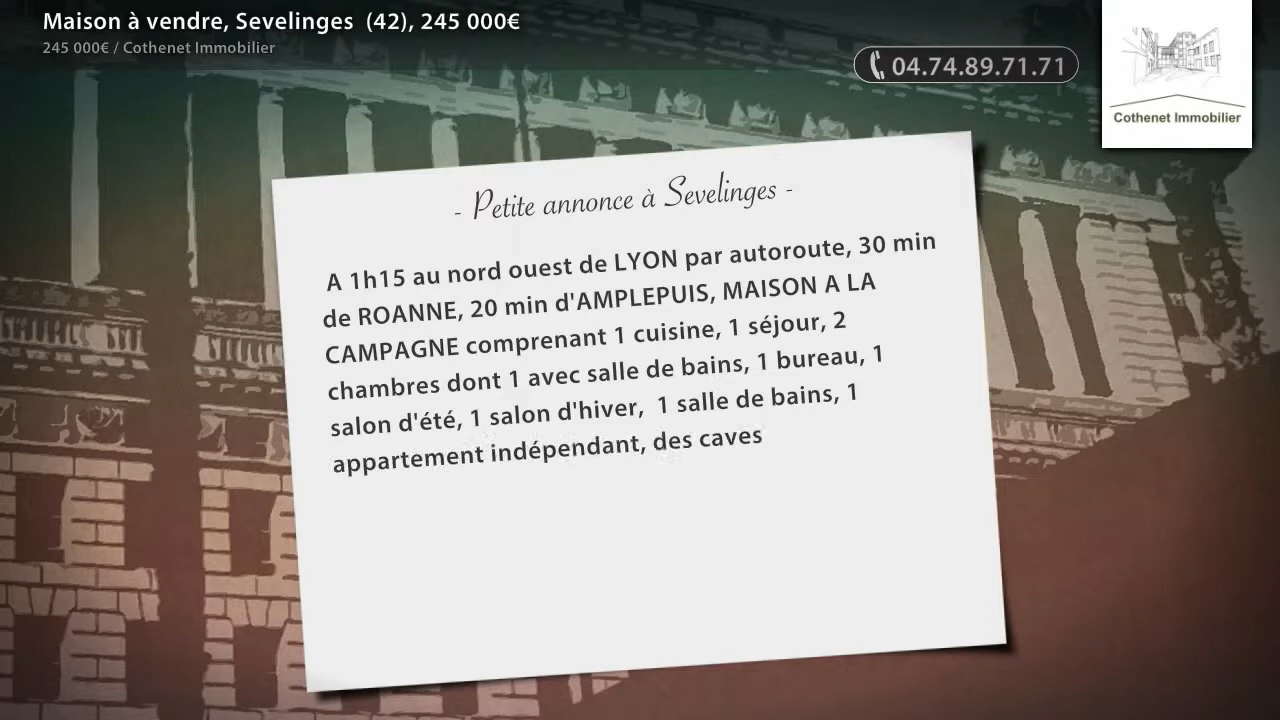 Maison à vendre, Sevelinges  (42), 245 000€
245 000€ / Cothenet Immobilier
04.74.89.71.71
Cothenet Immobilier
- Petite annonce à Sevelinges -
A 1h15 au nord ouest de LYON par autoroute, 30 min
de ROANNE, 20 min d'AMPLEPUIS, MAISON A LA
CAMPAGNE comprenant 1 cuisine, 1 séjour, 2
chambres dont 1 avec salle de bains, 1 bureau, 1
salon d'été, 1 salon d'hiver,  1 salle de bains, 1
appartement indépendant, des caves